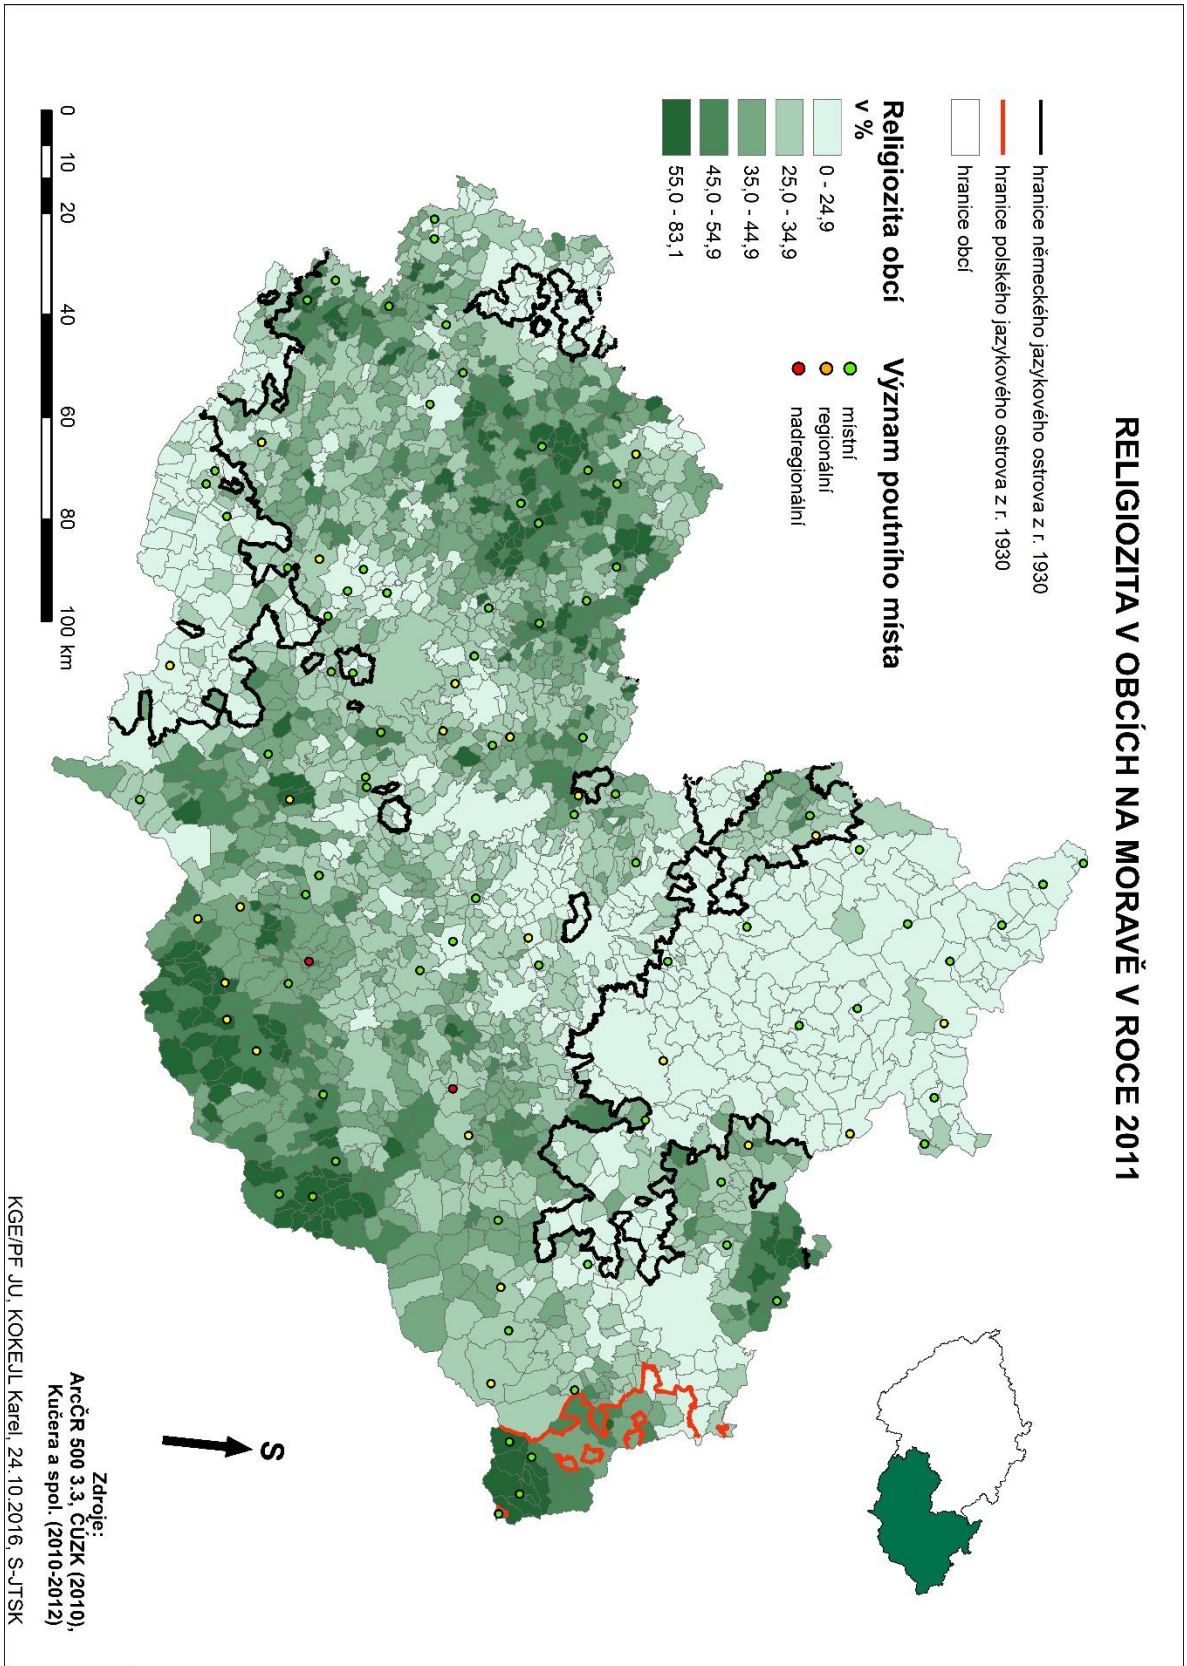 RELIGIOZITA V OBCÍCH NA MORAVĚ V ROCE 2011
hranice německého jazykového ostrova z r. 1930
hranice polského jazykového ostrova z r. 1930
hranice obcí
Religiozita obcí
v %
0 - 24,9
25,0 - 34,9
35,0 - 44,9
45,0 - 54,9
55,0 - 83,1
Význam poutního místa
místní
regionální
nadregionální
0 10 20 40 60 80 100 km
S
Zdroje:
ArcČR 500 3.3, ČÚZK (2010),
Kučera a spol. (2010-2012)
KGE/PF JU, KOKEJL Karel, 24.10.2016, S-JTSK